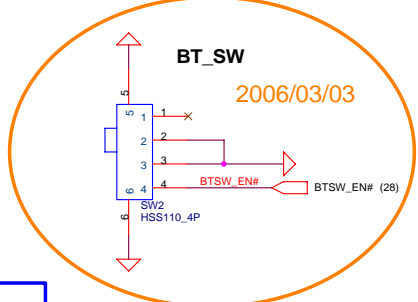 BT_SW
2006/03/03
5
5
1 1
2 2
3 3
4 4
BTSW_EN#
BTSW_EN# (28)
6
6
SW2
HSS110_4P